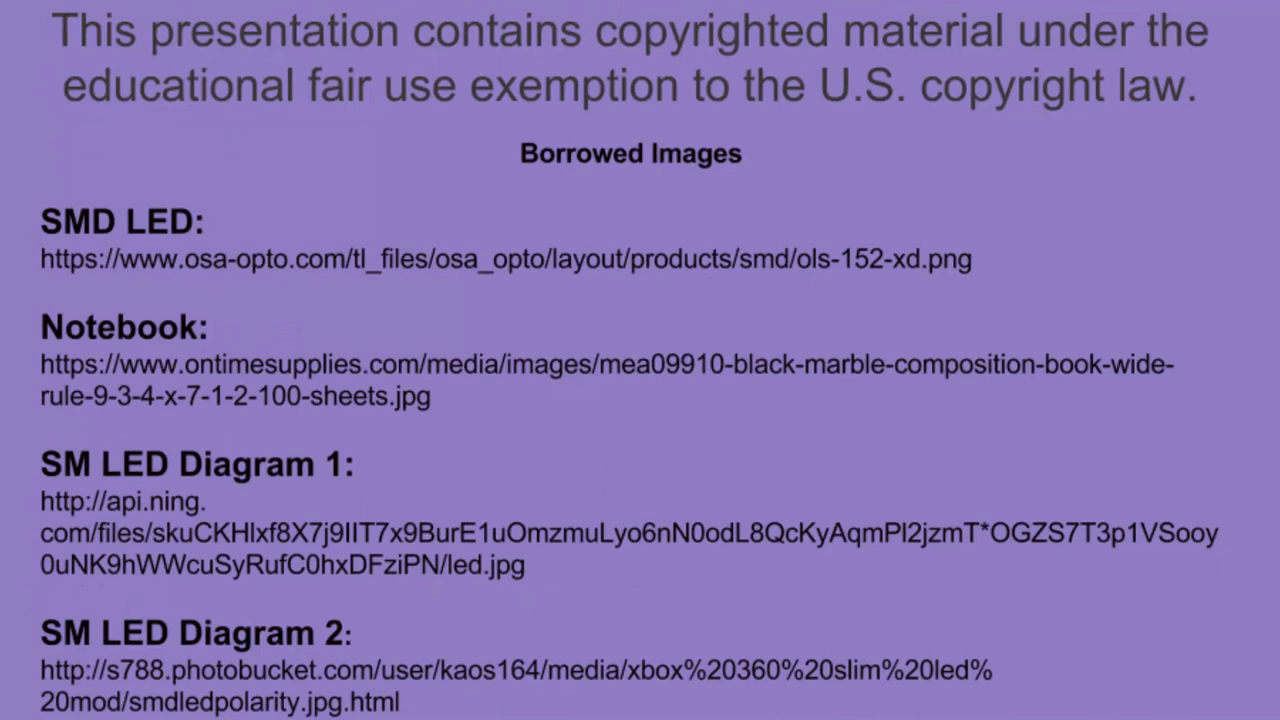 This presentation contains copyrighted material under the
educational fair use exemption to the U.S. copyright law.
Borrowed Images
SMD LED:
https://www.osa-opto.com/tl_files/osa_opto/layout/products/smd/ols-152-xd.png
Notebook:
https://www.ontimesupplies.com/media/images/mea09910-black-marble-composition-book-wide-
rule-9-3-4-x-7-1-2-100-sheets.jpg
SM LED Diagram 1:
http://api.ning.
com/files/skuCKHlxf8X7j9IIT7x9BurE1uOmzmuLyo6nN0odL8QcKyAqmPl2jzmT*OGZS7T3p1VSooy
0uNK9hWWcuSyRufC0hxDFziPN/led.jpg
SM LED Diagram 2:
http://s788.photobucket.com/user/kaos164/media/xbox%20360%20slim%20led%
20mod/smdledpolarity.jpg.html